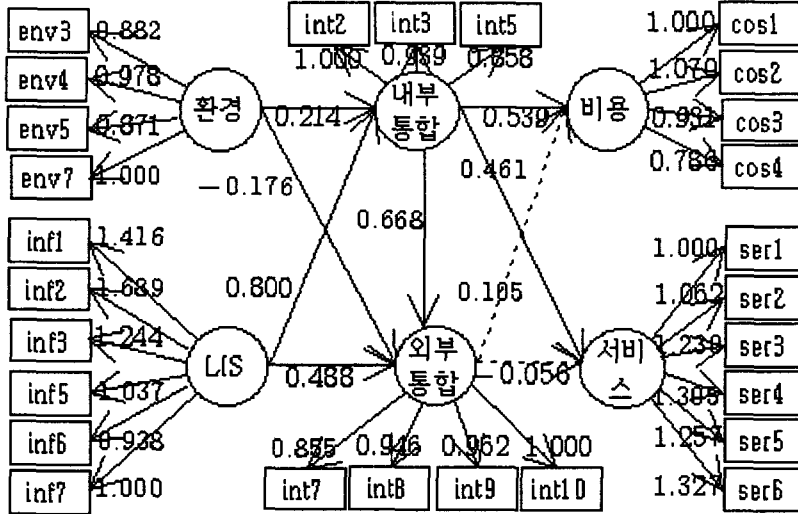 int2 int3 int5
env3 0.882
1.000 0.989 0.858
1.000 cos1
env4 0.978
1.079 cos2
환경
내부
통합
비용
env5 0.871
0.214
0.539
0.931 cos3
env7 1.000
-0.176
0.461
0.786 cos4
0.668
inf1 1.416
1.000 ser1
inf2 1.689
0.800
0.105
1.062 ser2
inf3 1.244
LIS
외부
통합
서비
스
1.239 ser3
inf5 1.037
0.488
-0.056
ser4
inf6 0.938
0.855 0.946 0.962 1.000
1.257 ser5
inf7 1.000
int7 int8 int9 int10
1.327 ser6